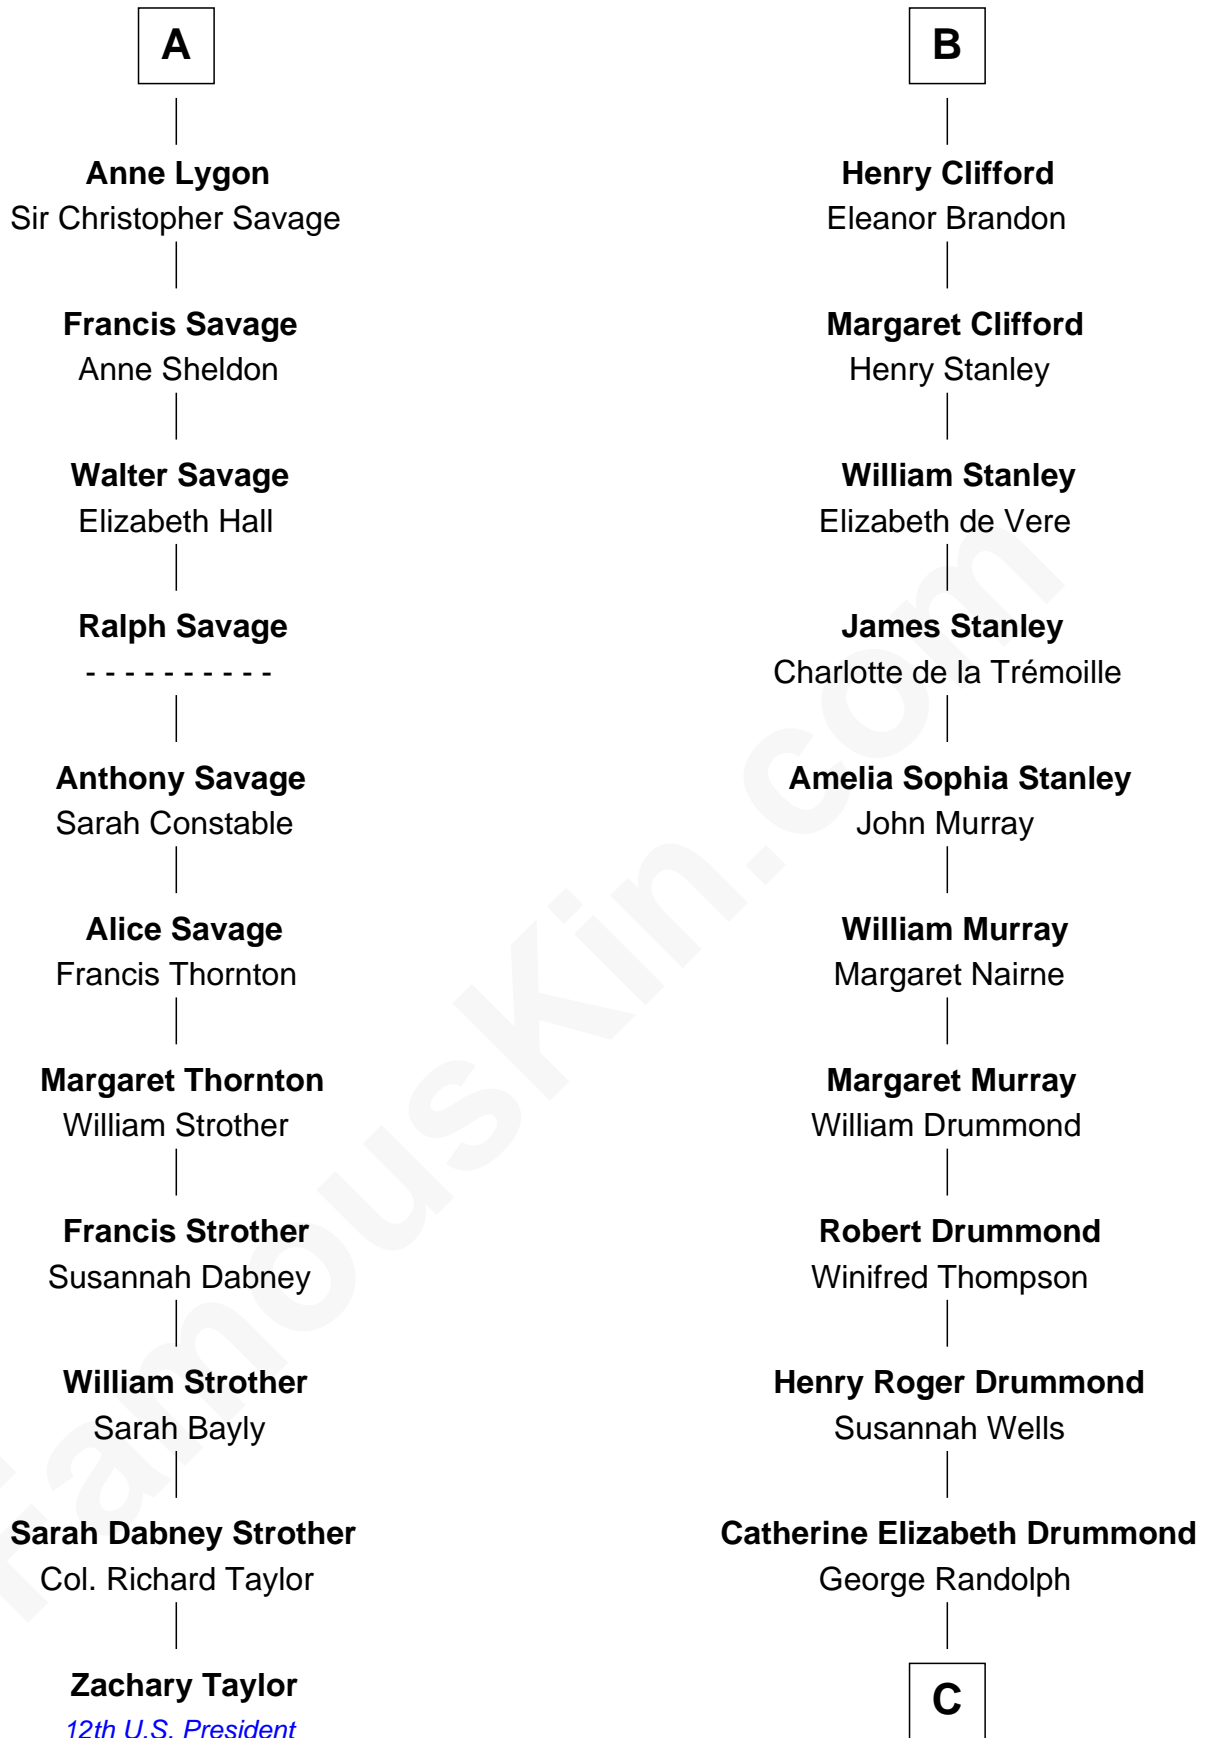 A
Anne Lygon
Sir Christopher Savage
Francis Savage
Anne Sheldon
Walter Savage
Elizabeth Hall
Ralph Savage
- - - - - - - - - -
Anthony Savage
Sarah Constable
Alice Savage
Francis Thornton
Margaret Thornton
William Strother
Francis Strother
Susannah Dabney
William Strother
Sarah Bayly
Sarah Dabney Strother
Col. Richard Taylor
Zachary Taylor
12th U.S. President
B
Henry Clifford
Eleanor Brandon
Margaret Clifford
Henry Stanley
William Stanley
Elizabeth de Vere
James Stanley
Charlotte de la Trémoille
Amelia Sophia Stanley
John Murray
William Murray
Margaret Nairne
Margaret Murray
William Drummond
Robert Drummond
Winifred Thompson
Henry Roger Drummond
Susannah Wells
Catherine Elizabeth Drummond
George Randolph
C
FamousKin.com